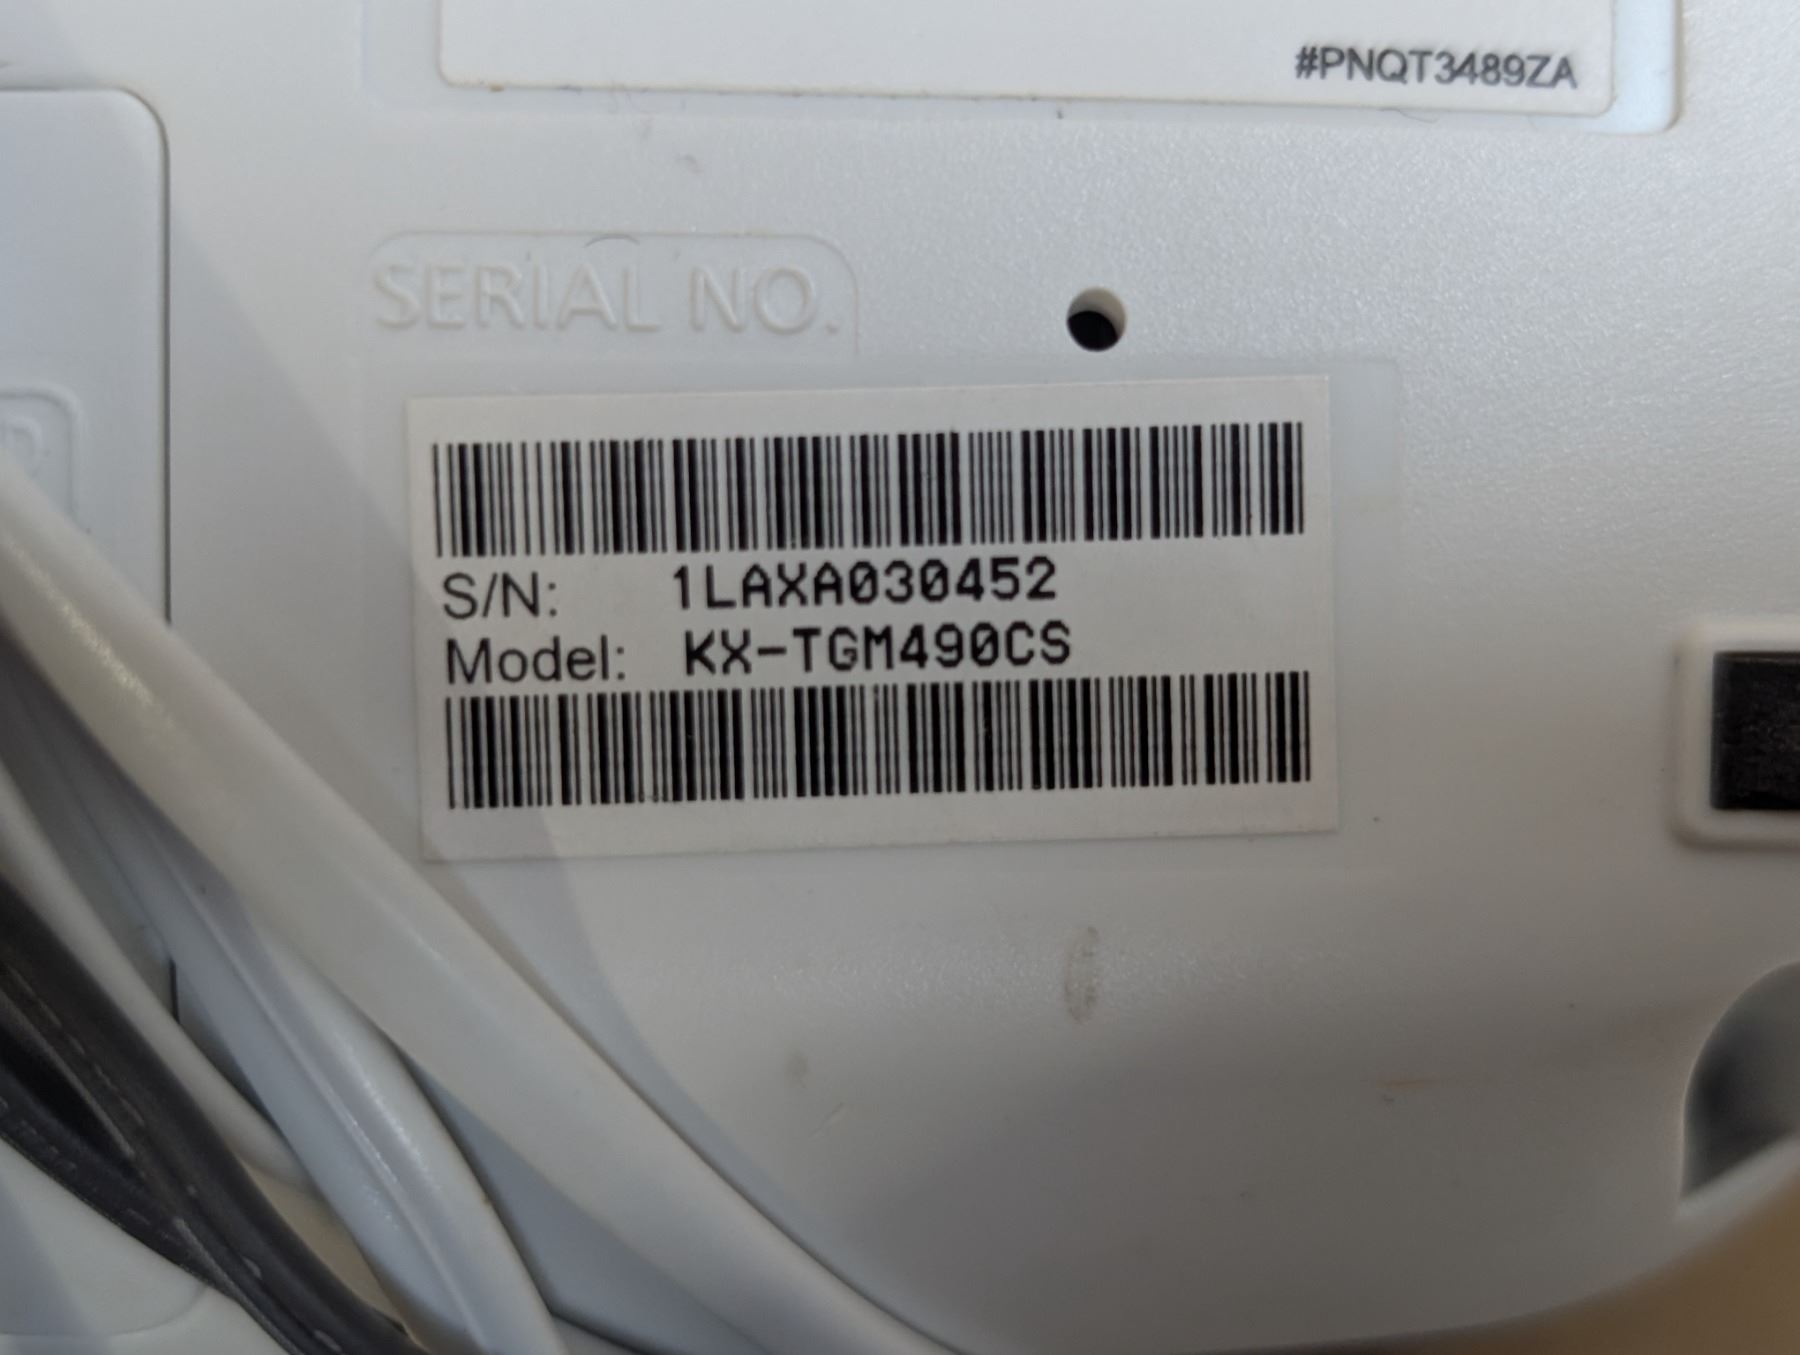 #PNQT3489ZA
SERIAL NO.
S/N: 1LAXA030452
Model: KX-TGM490CS